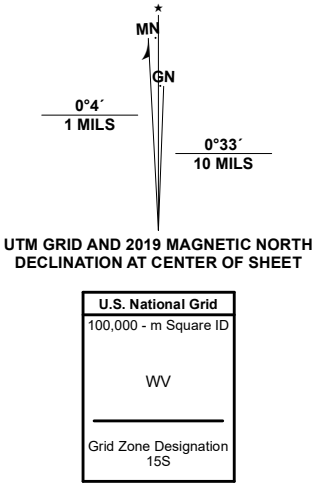 ★
MN
GN
0°4´
1 MILS
0°33´
10 MILS
UTM GRID AND 2019 MAGNETIC NORTH
DECLINATION AT CENTER OF SHEET
U.S. National Grid
100,000 - m Square ID
WV
Grid Zone Designation
15S